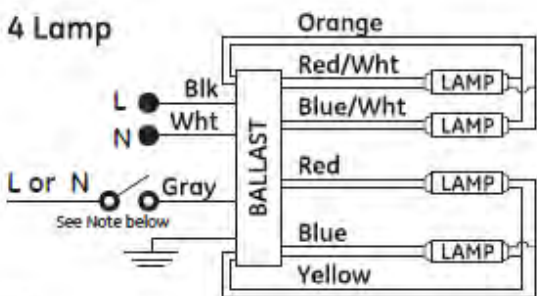 4 Lamp
Orange
Red/Wht
LAMP
L
Blk
Blue/Wht
LAMP
N
Wht
BALLAST
Red
LAMP
L or N
Gray
See Note below
Blue
LAMP
Yellow